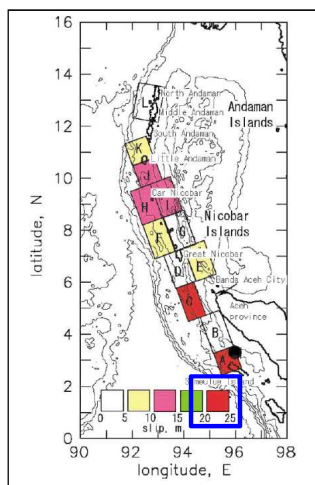 16
14
12
10
8
6
4
2
0
latitude, N
North Andaman
L
Middle Andaman
Andaman
Islands
South Andaman
K
Little Andaman
J
Car Nicobar
H
I
G
Nicobar
Islands
F
Great Nicobar
E
D
Banda Aceh City
C
Aceh
province
B
A
Simeulue Island
0 5 10 15 20 25
slip, m
90 92 94 96 98
longitude, E